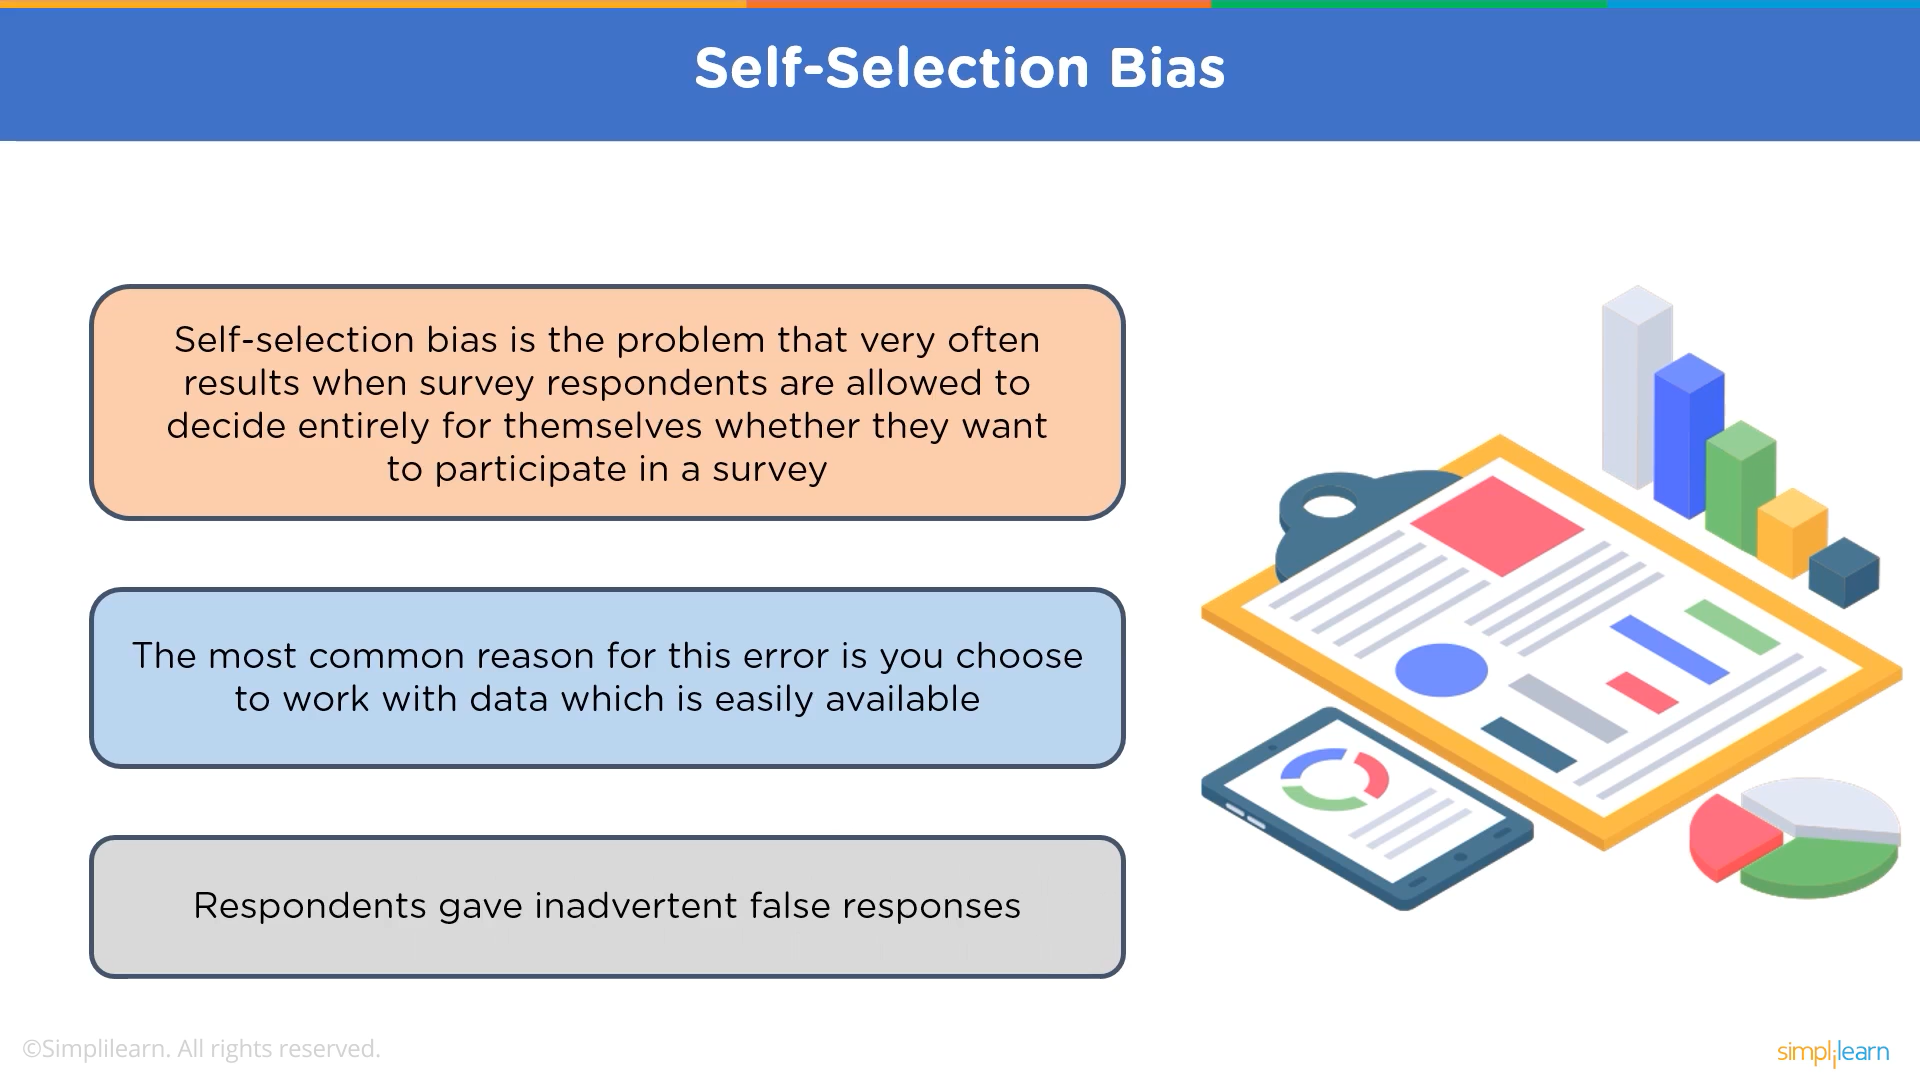 Self-Selection Bias
Self-selection bias is the problem that very often
results when survey respondents are allowed to
decide entirely for themselves whether they want
to participate in a survey
The most common reason for this error is you choose
to work with data which is easily available
Respondents gave inadvertent false responses
©Simplilearn. All rights reserved.
simplilearn